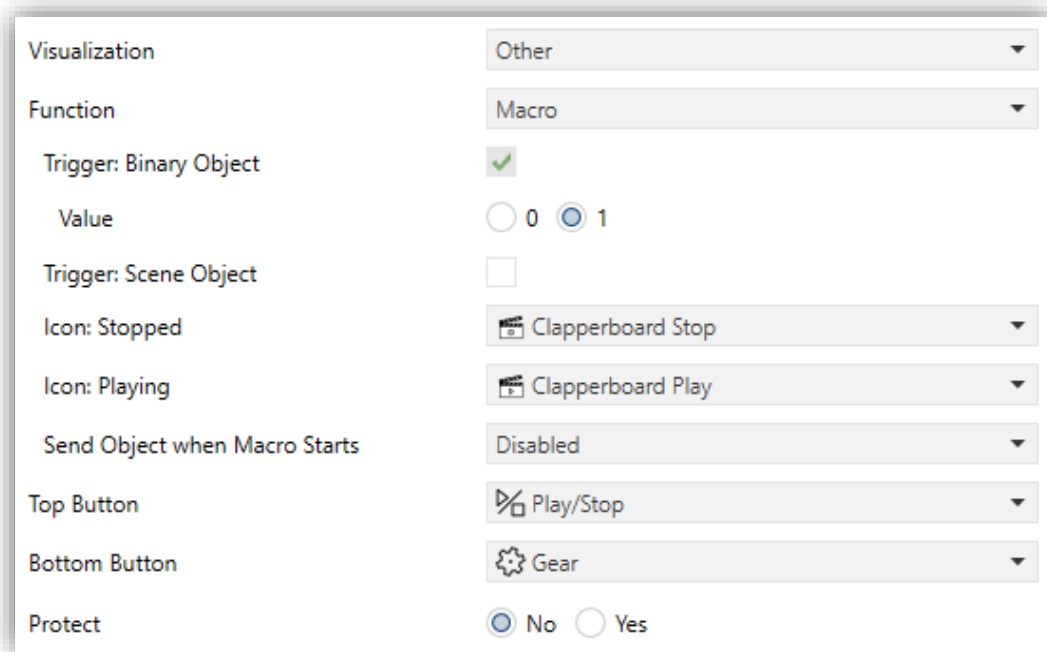 Visualization Other
Function Macro
Trigger: Binary Object
Value 0 1
Trigger: Scene Object
Icon: Stopped Clapperboard Stop
Icon: Playing Clapperboard Play
Send Object when Macro Starts Disabled
Top Button Play/Stop
Bottom Button Gear
Protect No Yes